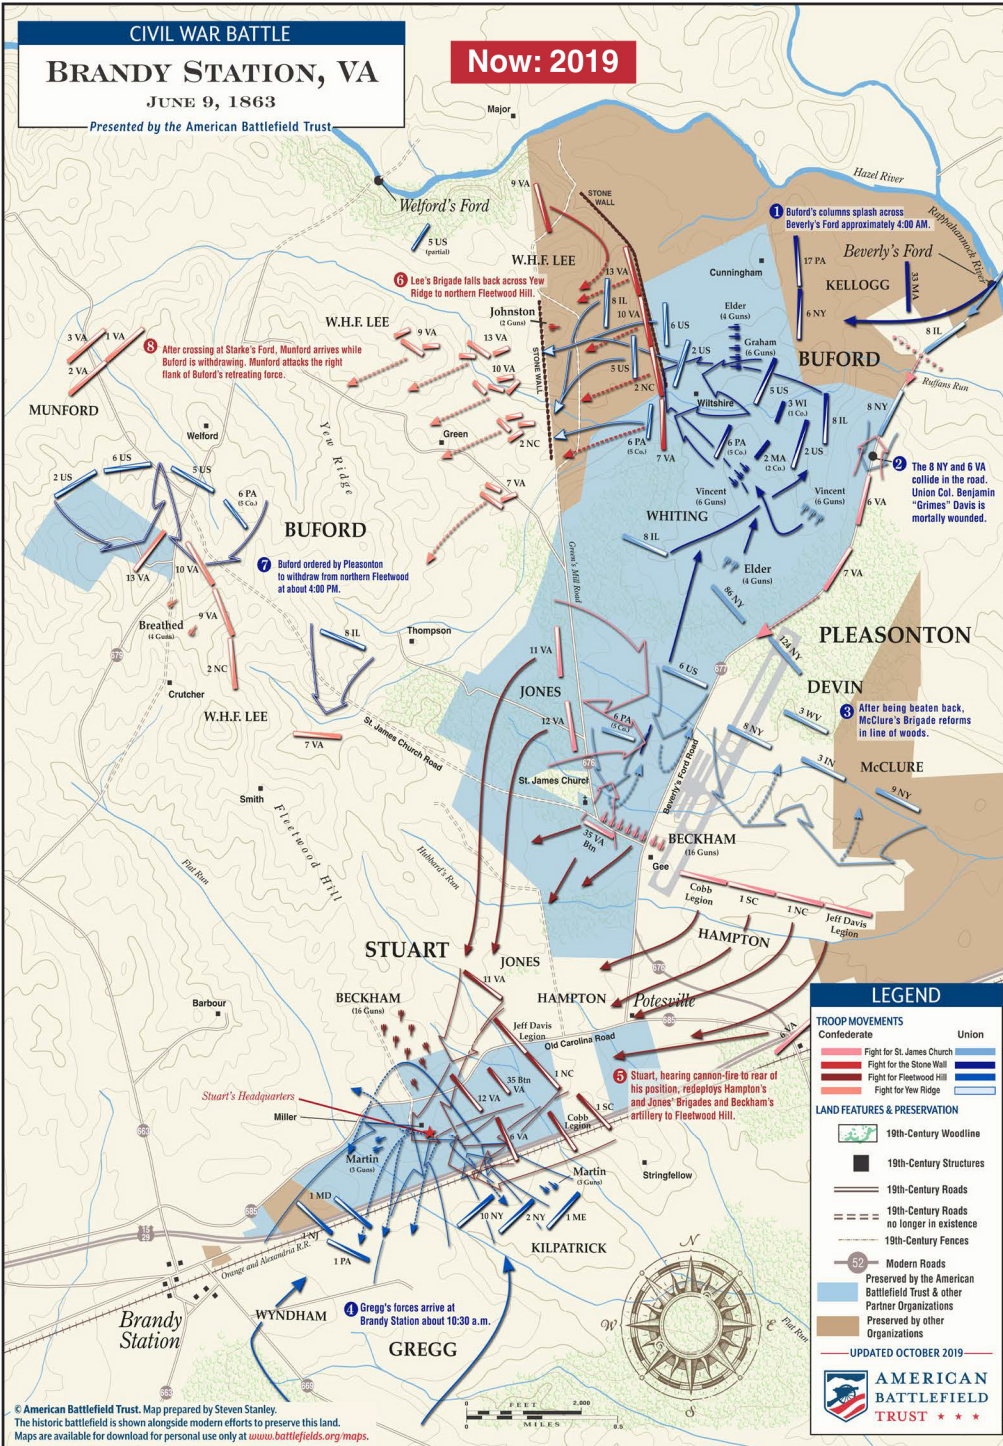 CIVIL WAR BATTLE
BRANDY STATION, VA
JUNE 9, 1863
Presented by the American Battlefield Trust
Now: 2019
Major
Hazel River
Rappahannock River
Welford's Ford
5 US
(partial)
9 VA
STONE
WALL
W.H.F. LEE
13 VA
1 Buford's columns splash across
Beverly's Ford approximately 4:00 AM.
17 PA
Beverly's Ford
KELLOGG
33 MA
6 NY
8 IL
BUFORD
Ruffans Run
Cunningham
Elder
(4 Guns)
Graham
(6 Guns)
6 Lee's Brigade falls back across Yew
Ridge to northern Fleetwood Hill.
8 IL
10 VA
Johnston
(2 Guns)
6 US
2 US
5 US
2 NC
STONE WALL
W.H.F. LEE
9 VA
13 VA
10 VA
2 NC
7 VA
Green
3 VA
1 VA
2 VA
MUNFORD
8 After crossing at Starke's Ford, Munford arrives while
Buford is withdrawing. Munford attacks the right
flank of Buford's retreating force.
Welford
Yew Ridge
Wiltshire
5 US
3 WI
(1 Co.)
8 IL
8 NY
6 PA
(5 Co.)
7 VA
6 PA
(5 Co.)
2 MA
(2 Co.)
2 US
2 The 8 NY and 6 VA
collide in the road.
Union Col. Benjamin
"Grimes" Davis is
mortally wounded.
6 VA
Vincent
(6 Guns)
Vincent
(6 Guns)
WHITING
8 IL
Elder
(4 Guns)
7 VA
86 NY
124 NY
2 US
6 US
5 US
6 PA
(5 Co.)
BUFORD
7 Buford ordered by Pleasonton
to withdraw from northern Fleetwood
at about 4:00 PM.
13 VA
10 VA
9 VA
2 NC
Breathed
(4 Guns)
8 IL
Thompson
Crutcher
679
W.H.F. LEE
7 VA
St. James Church Road
Green's Mill Road
11 VA
JONES
12 VA
6 US
6 PA
(5 Co.)
677
676
PLEASONTON
DEVIN
3 After being beaten back,
McClure's Brigade reforms
in line of woods.
3 WV
8 NY
3 IN
McCLURE
9 NY
St. James Church
Beverly's Ford Road
35 VA
Btn
BECKHAM
(16 Guns)
Gee
Smith
Fleetwood Hill
Flat Run
Hubbard's Run
Cobb
Legion
1 SC
1 NC
Jeff Davis
Legion
HAMPTON
STUART
JONES
11 VA
BECKHAM
(16 Guns)
HAMPTON
Potesville
676
685
Jeff Davis
Legion
Old Carolina Road
6 VA
Barbour
35 Btn
VA
12 VA
1 NC
1 SC
Cobb
Legion
6 VA
5 Stuart, hearing cannon-fire to rear of
his position, redeploys Hampton's
and Jones' Brigades and Beckham's
artillery to Fleetwood Hill.
Stuart's Headquarters
Miller
663
Martin
(3 Guns)
Martin
(3 Guns)
Stringfellow
1 MD
1 NJ
1 PA
685
10 NY
2 NY
1 ME
KILPATRICK
15
29
Orange and Alexandria R.R.
Brandy
Station
WYNDHAM
4 Gregg's forces arrive at
Brandy Station about 10:30 a.m.
GREGG
663
669
Flat Run
N
W
E
S
FEET
0
2,600
MILES
0
0.5
LEGEND
TROOP MOVEMENTS
Confederate
Union
Fight for St. James Church
Fight for the Stone Wall
Fight for Fleetwood Hill
Fight for Yew Ridge
LAND FEATURES & PRESERVATION
19th-Century Woodline
19th-Century Structures
19th-Century Roads
19th-Century Roads
no longer in existence
19th-Century Fences
52
Modern Roads
Preserved by the American
Battlefield Trust & other
Partner Organizations
Preserved by other
Organizations
UPDATED OCTOBER 2019
AMERICAN
BATTLEFIELD
TRUST
© American Battlefield Trust. Map prepared by Steven Stanley.
The historic battlefield is shown alongside modern efforts to preserve this land.
Maps are available for download for personal use only at www.battlefields.org/maps.